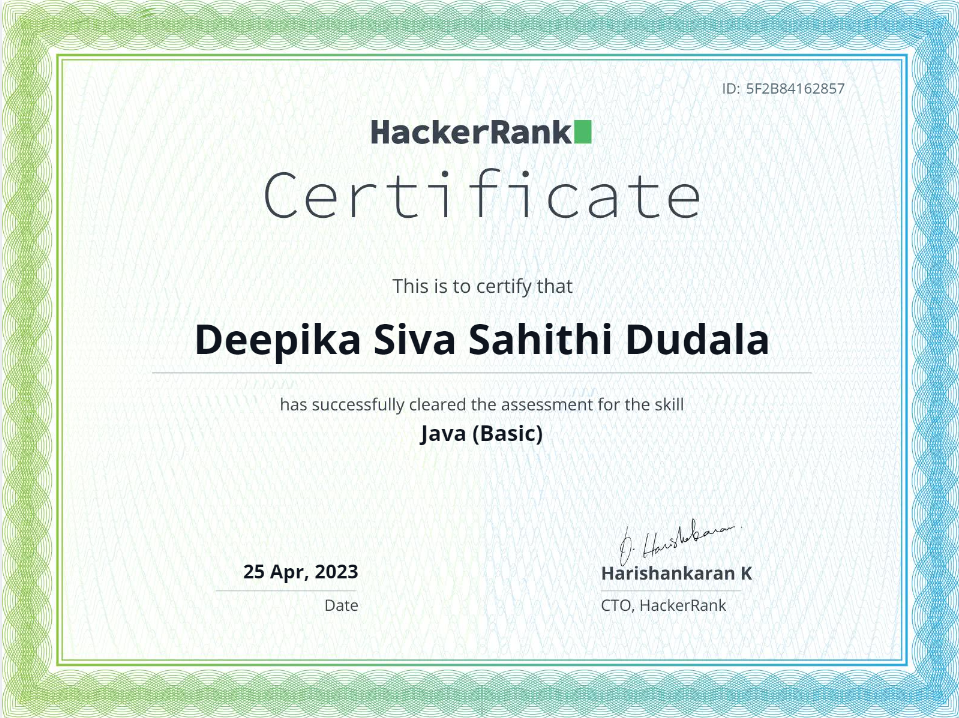 ID: 5F2B84162857
HackerRank
Certificate
This is to certify that
Deepika Siva Sahithi Dudala
has successfully cleared the assessment for the skill
Java (Basic)
25 Apr, 2023
Date
D. Harishankaran.
Harishankaran K
CTO, HackerRank